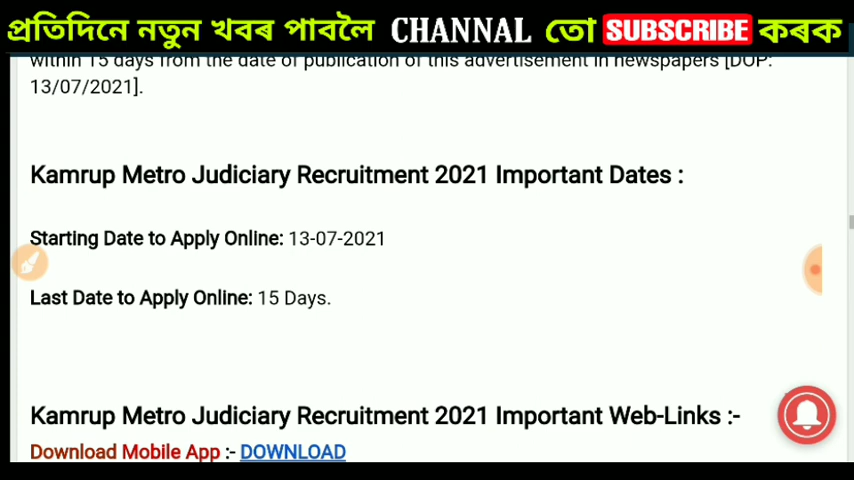 প্ৰতিদিনে নতুন খবৰ পাবলৈ CHANNAL তো SUBSCRIBE কৰক
within 15 days from the date of publication of this advertisement in newspapers [DOP:
13/07/2021].
Kamrup Metro Judiciary Recruitment 2021 Important Dates :
Starting Date to Apply Online: 13-07-2021
Last Date to Apply Online: 15 Days.
Kamrup Metro Judiciary Recruitment 2021 Important Web-Links :-
Download Mobile App :- DOWNLOAD